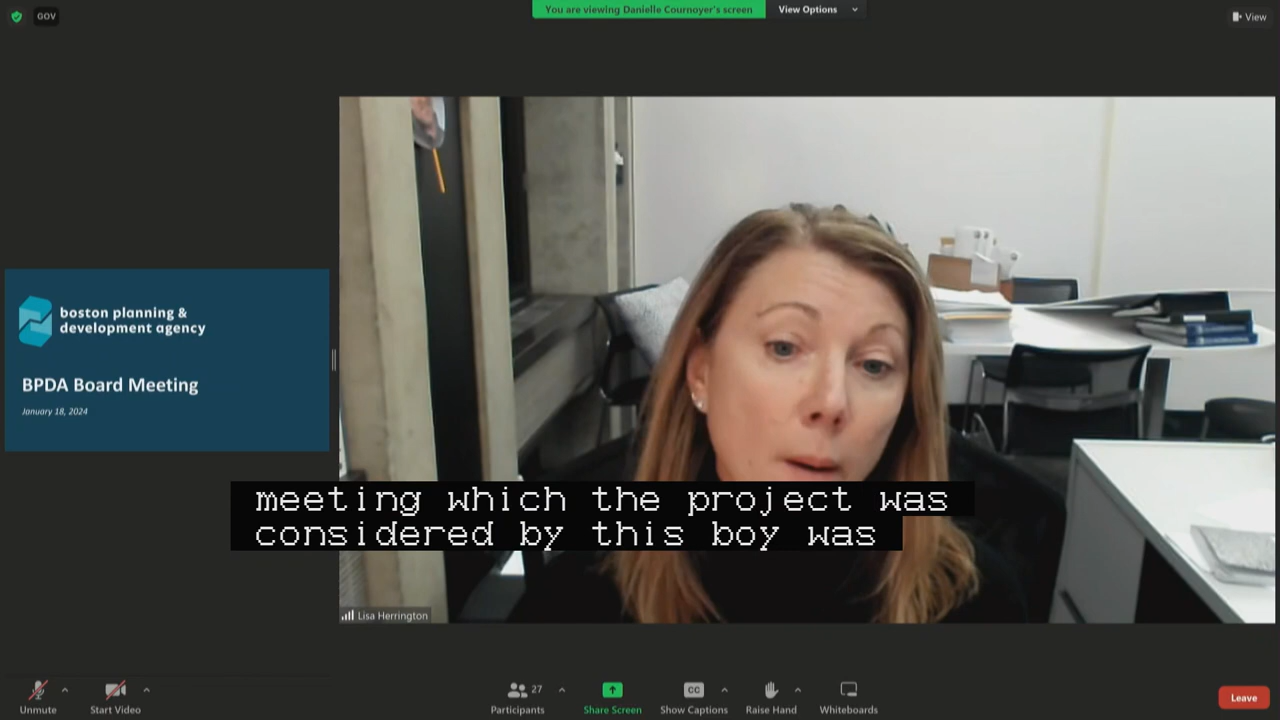 GOV
You are viewing Danielle Cournoyer's screen
View Options
View
boston planning &
development agency
BPDA Board Meeting
January 18, 2024
meeting which the project was
considered by this boy was
Lisa Herrington
Unmute
Start Video
27
Participants
Share Screen
CC
Show Captions
Raise Hand
Whiteboards
Leave